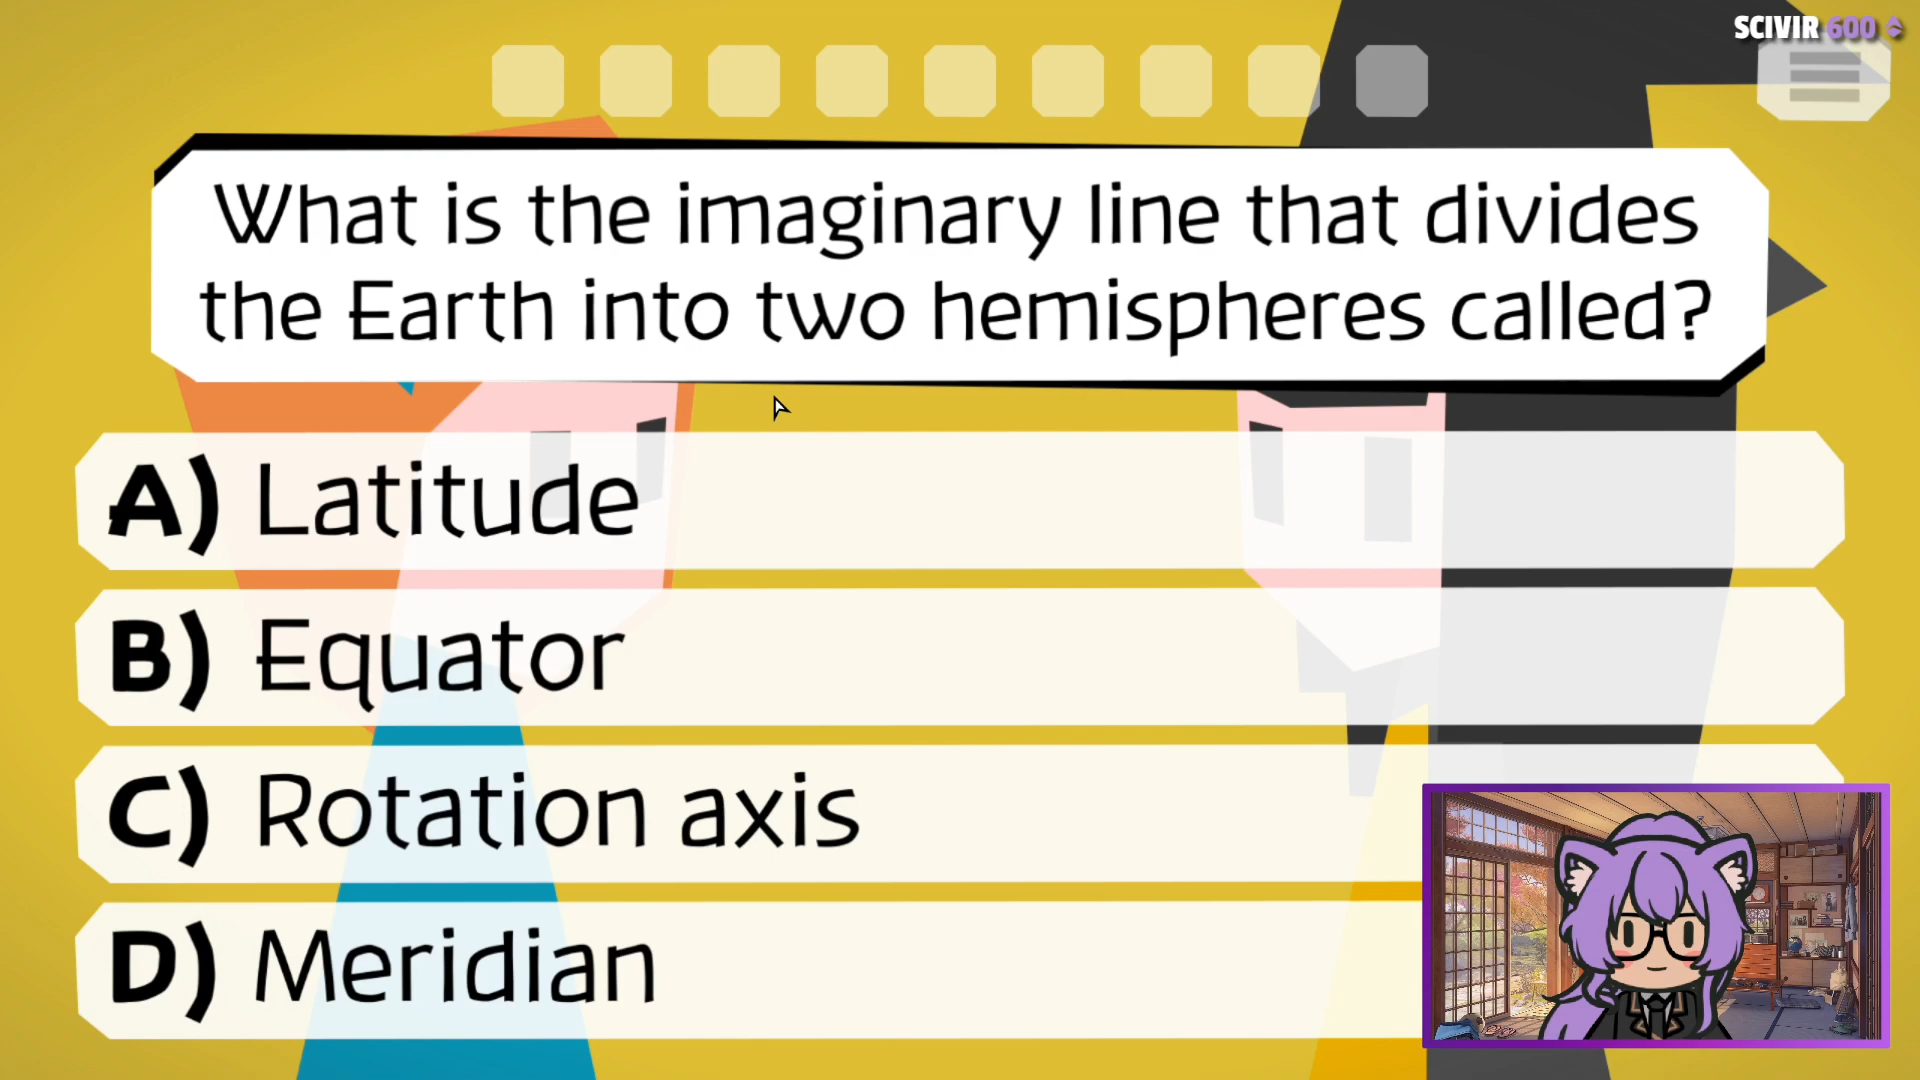 SCIVIR 600
What is the imaginary line that divides
the Earth into two hemispheres called?
A) Latitude
B) Equator
C) Rotation axis
D) Meridian